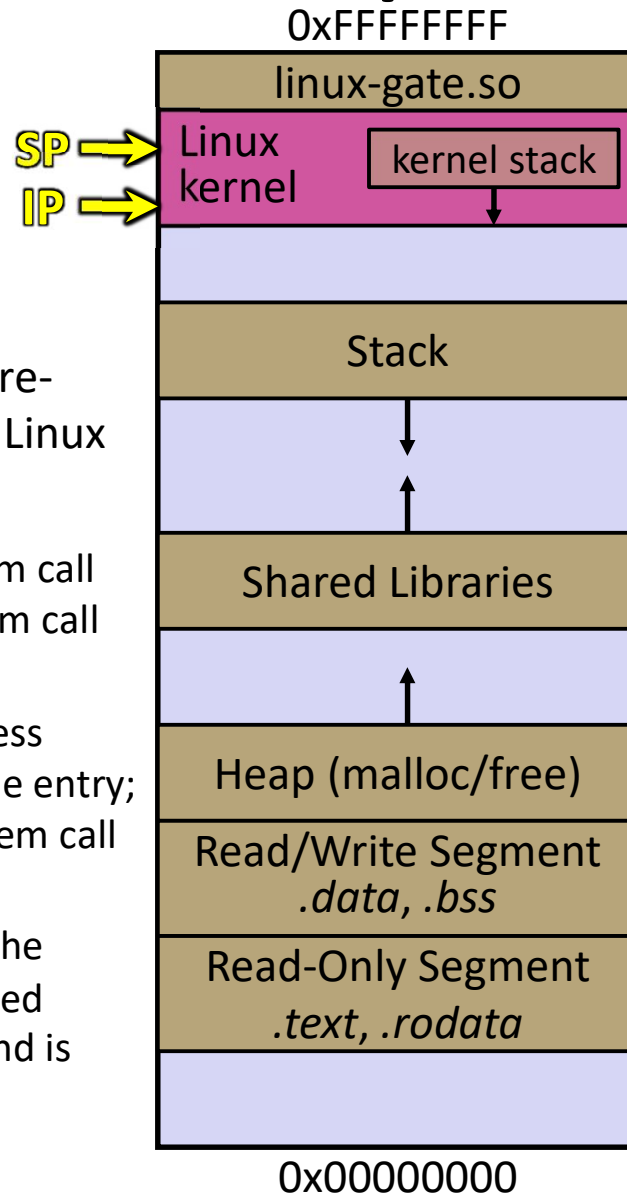 0xFFFFFFFF
linux-gate.so
SP
Linux
kernel
kernel stack
IP
Stack
re-
Linux
m call
m call
Shared Libraries
ess
e entry;
em call
Heap (malloc/free)
Read/Write Segment
.data, .bss
he
ed
nd is
Read-Only Segment
.text, .rodata
0x00000000